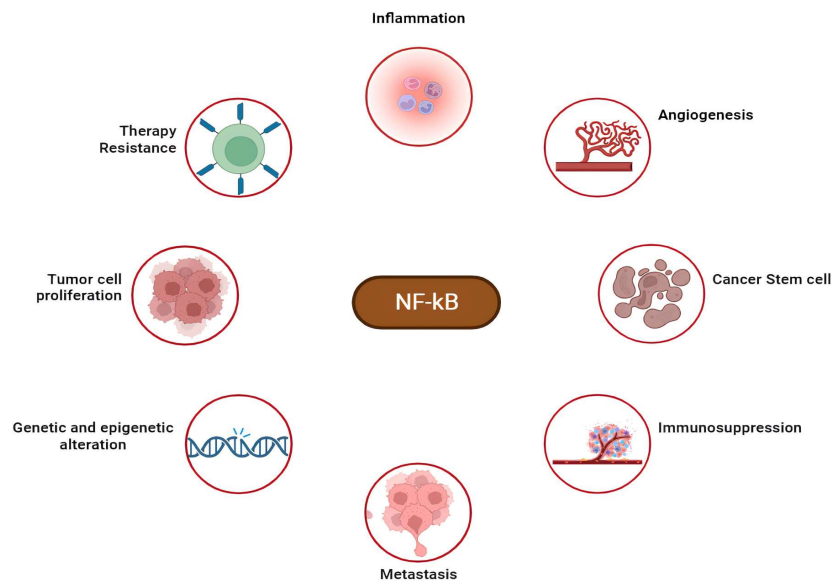 Inflammation
Angiogenesis
Therapy
Resistance
Cancer Stem cell
Tumor cell
proliferation
NF-kB
Genetic and epigenetic
alteration
Immunosuppression
Metastasis